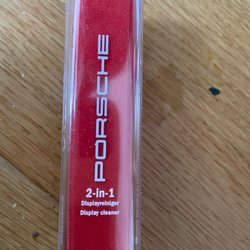 PORSCHE
2-in-1
Displayreiniger
Display cleaner